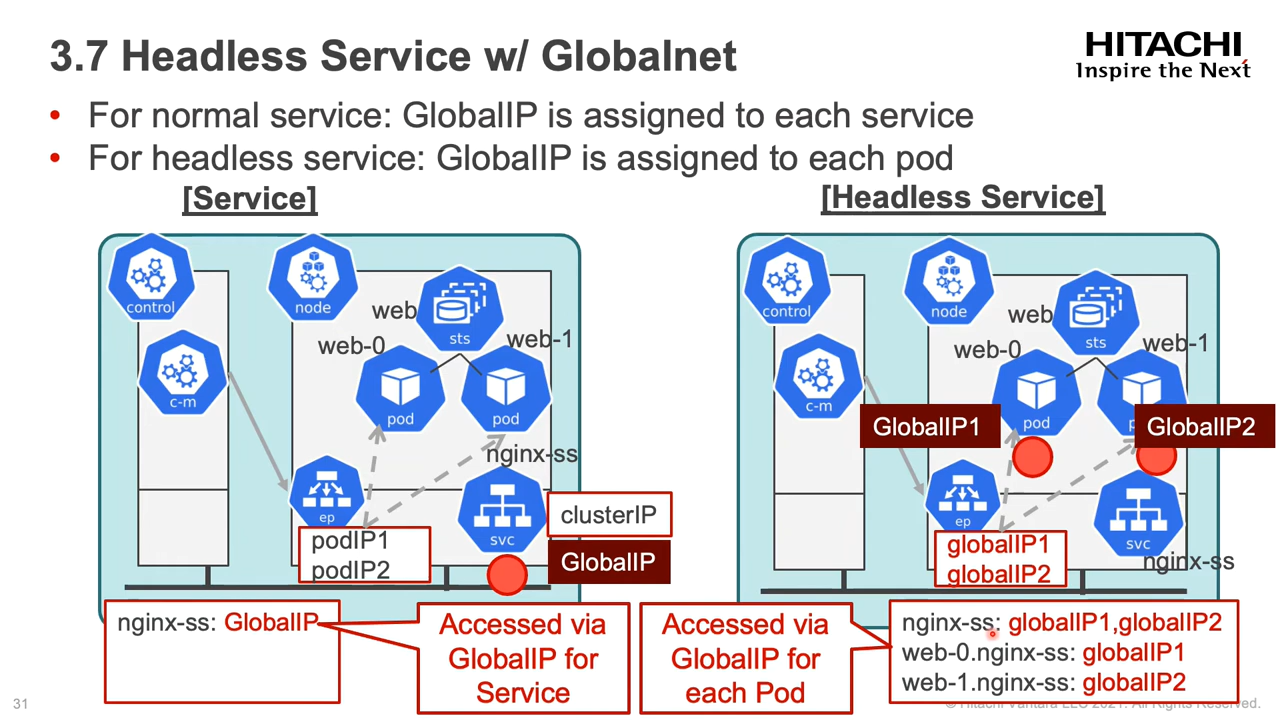 3.7 Headless Service w/ Globalnet
HITACHI
Inspire the Next
• For normal service: GlobalIP is assigned to each service
• For headless service: GlobalIP is assigned to each pod
[Service]
control
node
web
sts
web-0
web-1
c-m
pod
pod
nginx-ss
ep
svc
clusterIP
podIP1
podIP2
GlobalIP
nginx-ss: GlobalIP
Accessed via
GlobalIP for
Service
[Headless Service]
control
node
web
sts
web-0
web-1
c-m
pod
GlobalIP1
GlobalIP2
ep
svc
globalIP1
globalIP2
nginx-ss
Accessed via
GlobalIP for
each Pod
nginx-ss: globalIP1,globalIP2
web-0.nginx-ss: globalIP1
web-1.nginx-ss: globalIP2
31
© Hitachi Vantara LLC 2021. All Rights Reserved.